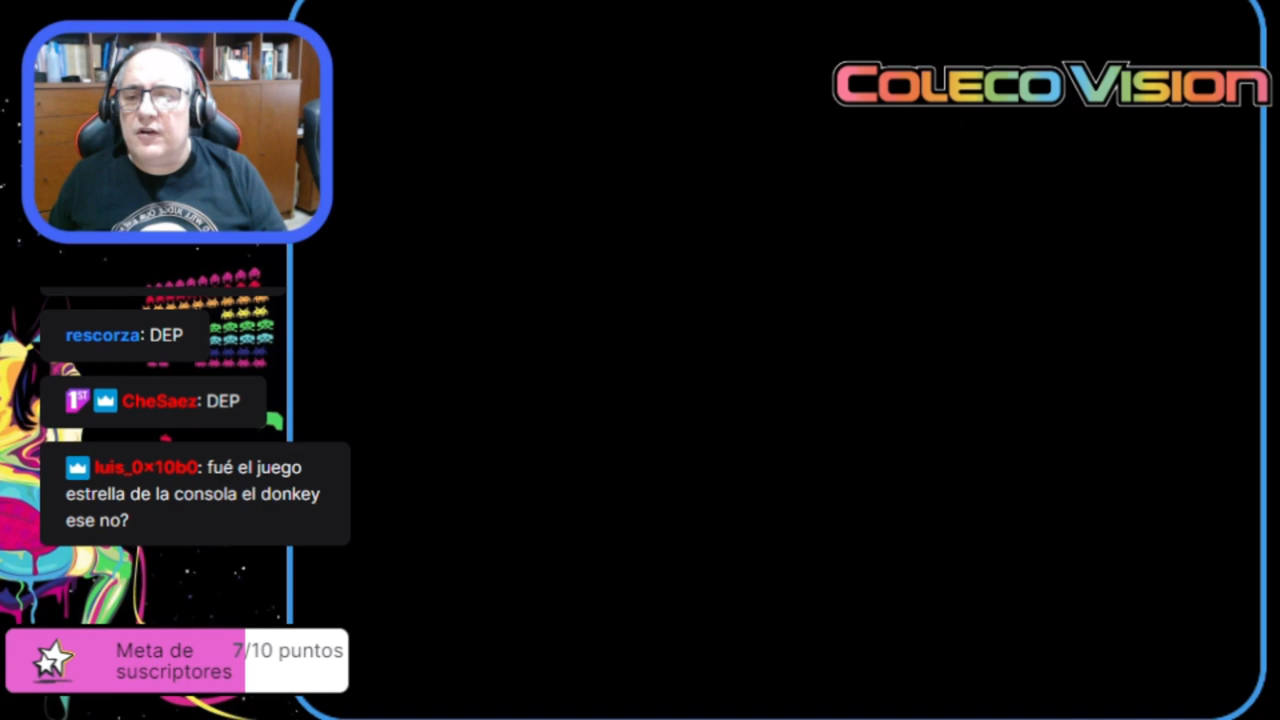 COLECOVISION
rescorza: DEP
1ST CheSaez: DEP
luis_0x10b0: fué el juego
estrella de la consola el donkey
ese no?
Meta de
suscriptores
7/10 puntos